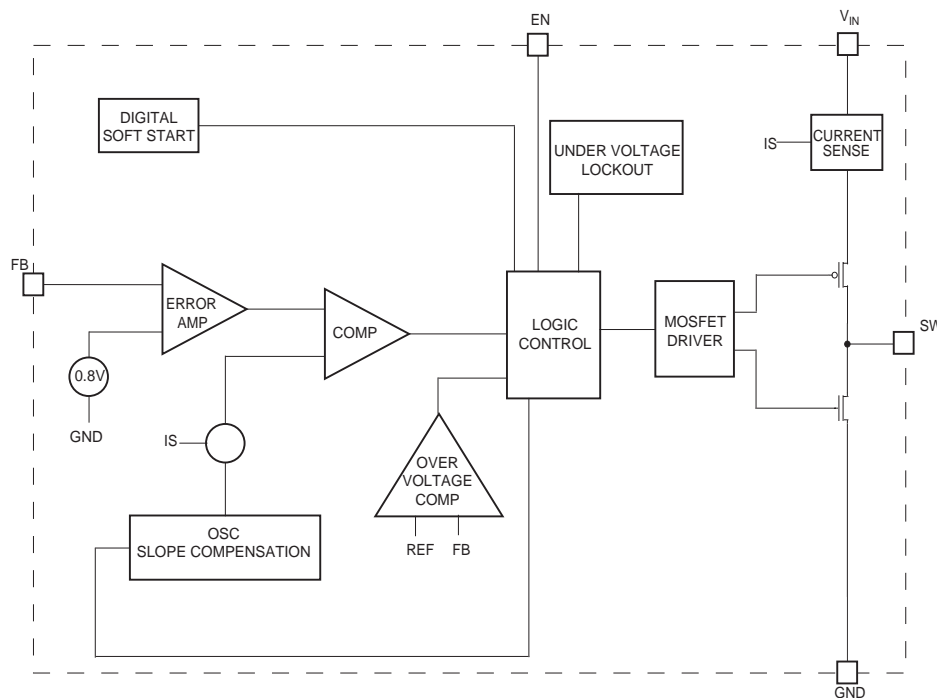 EN
VIN
DIGITAL
SOFT START
UNDER VOLTAGE
LOCKOUT
IS
CURRENT
SENSE
FB
ERROR
AMP
COMP
LOGIC
CONTROL
MOSFET
DRIVER
SW
0.8V
GND
IS
OVER
VOLTAGE
COMP
REF
FB
OSC
SLOPE COMPENSATION
GND